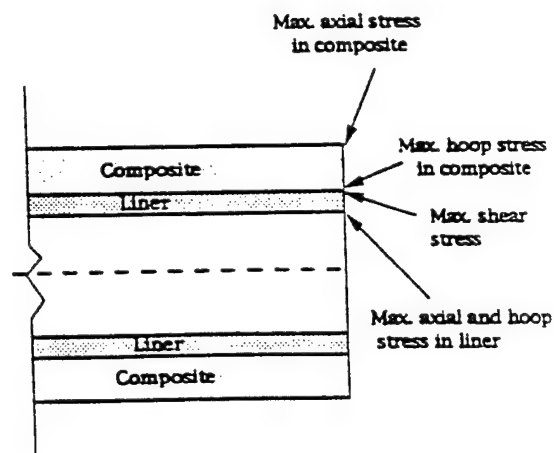 Max. axial stress
in composite
Max. hoop stress
in composite
Composite
Liner
Max. shear
stress
Max. axial and hoop
stress in liner
Liner
Composite